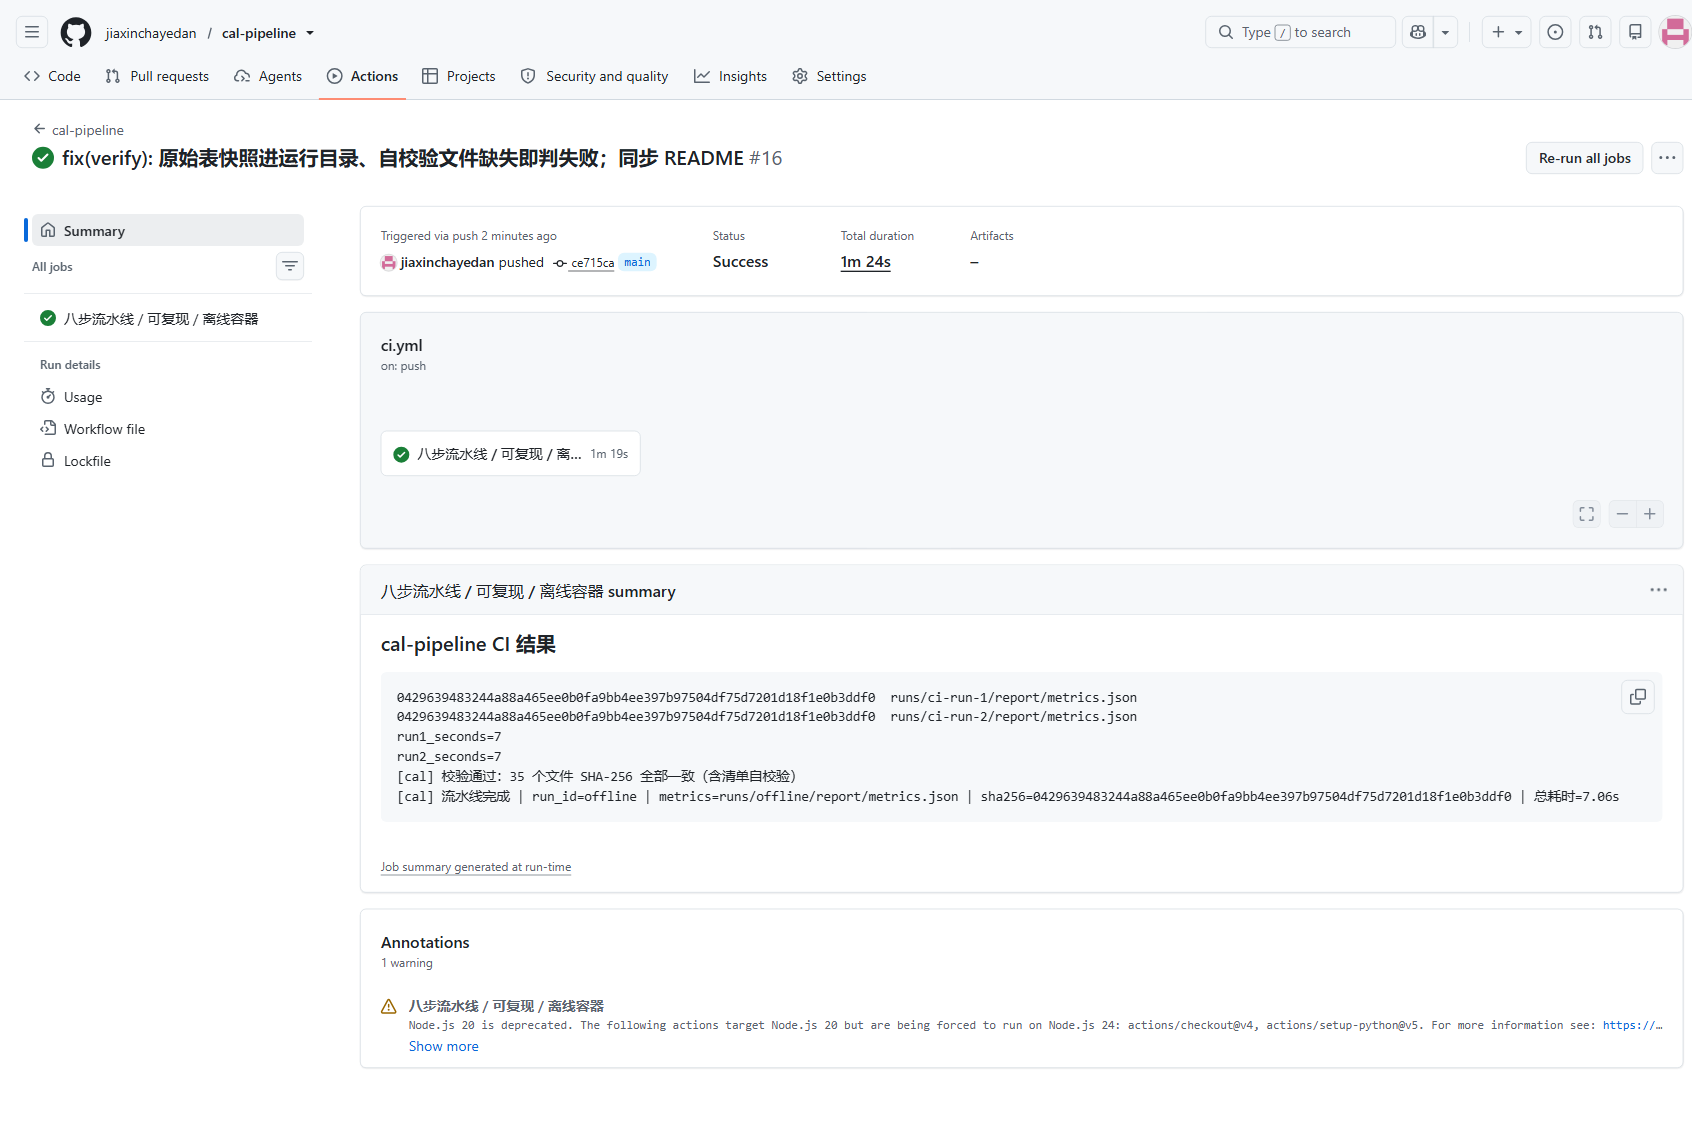 jiaxinchayedan / cal-pipeline
Type / to search
Code
Pull requests
Agents
Actions
Projects
Security and quality
Insights
Settings
cal-pipeline
fix(verify): 原始表快照进运行目录、自校验文件缺失即判失败；同步 README #16
Re-run all jobs
Summary
All jobs
八步流水线 / 可复现 / 离线容器
Run details
Usage
Workflow file
Lockfile
Triggered via push 2 minutes ago
jiaxinchayedan pushed ce715ca main
Status
Success
Total duration
1m 24s
Artifacts
–
ci.yml
on: push
八步流水线 / 可复现 / 离... 1m 19s
八步流水线 / 可复现 / 离线容器 summary
cal-pipeline CI 结果
0429639483244a88a465ee0b0fa9bb4ee397b97504df75d7201d18f1e0b3ddf0 runs/ci-run-1/report/metrics.json
0429639483244a88a465ee0b0fa9bb4ee397b97504df75d7201d18f1e0b3ddf0 runs/ci-run-2/report/metrics.json
run1_seconds=7
run2_seconds=7
[cal] 校验通过：35 个文件 SHA-256 全部一致（含清单自校验）
[cal] 流水线完成 | run_id=offline | metrics=runs/offline/report/metrics.json | sha256=0429639483244a88a465ee0b0fa9bb4ee397b97504df75d7201d18f1e0b3ddf0 | 总耗时=7.06s
Job summary generated at run-time
Annotations
1 warning
八步流水线 / 可复现 / 离线容器
Node.js 20 is deprecated. The following actions target Node.js 20 but are being forced to run on Node.js 24: actions/checkout@v4, actions/setup-python@v5. For more information see: https://…
Show more